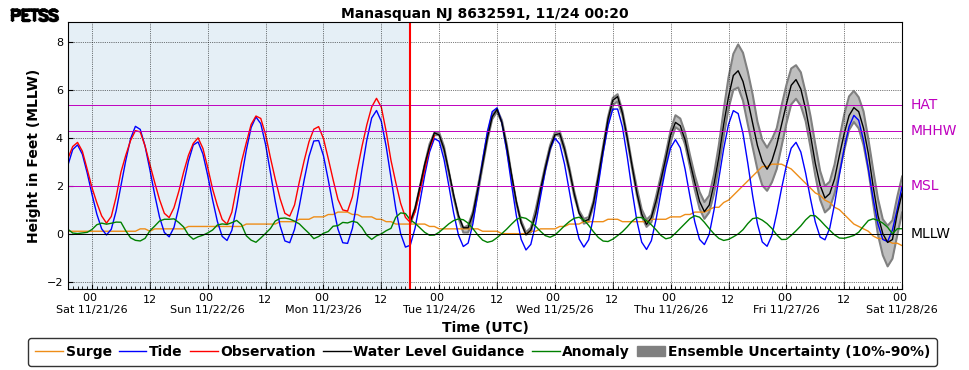 PETSS
Manasquan NJ 8632591, 11/24 00:20
Height in Feet (MLLW)
8
6
4
2
0
−2
HAT
MHHW
MSL
MLLW
00 12 00 12 00 12 00 12 00 12 00 12 00 12 00
Sat 11/21/26 Sun 11/22/26 Mon 11/23/26 Tue 11/24/26 Wed 11/25/26 Thu 11/26/26 Fri 11/27/26 Sat 11/28/26
Time (UTC)
Surge Tide Observation Water Level Guidance Anomaly Ensemble Uncertainty (10%-90%)